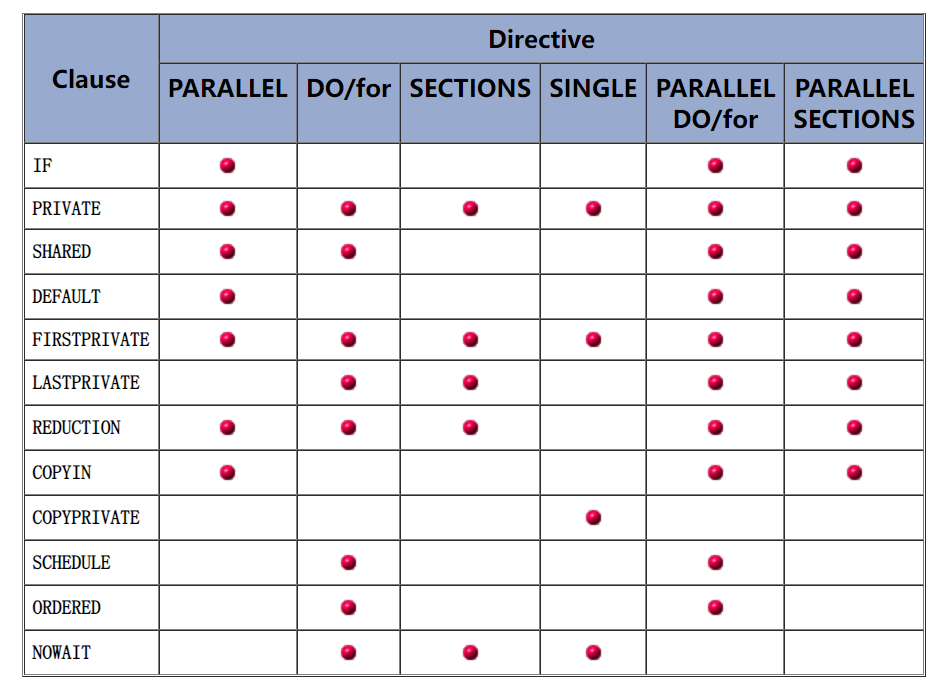 Clause
Directive
PARALLEL
DO/for
SECTIONS
SINGLE
PARALLEL
DO/for
PARALLEL
SECTIONS
IF
PRIVATE
SHARED
DEFAULT
FIRSTPRIVATE
LASTPRIVATE
REDUCTION
COPYIN
COPYPRIVATE
SCHEDULE
ORDERED
NOWAIT